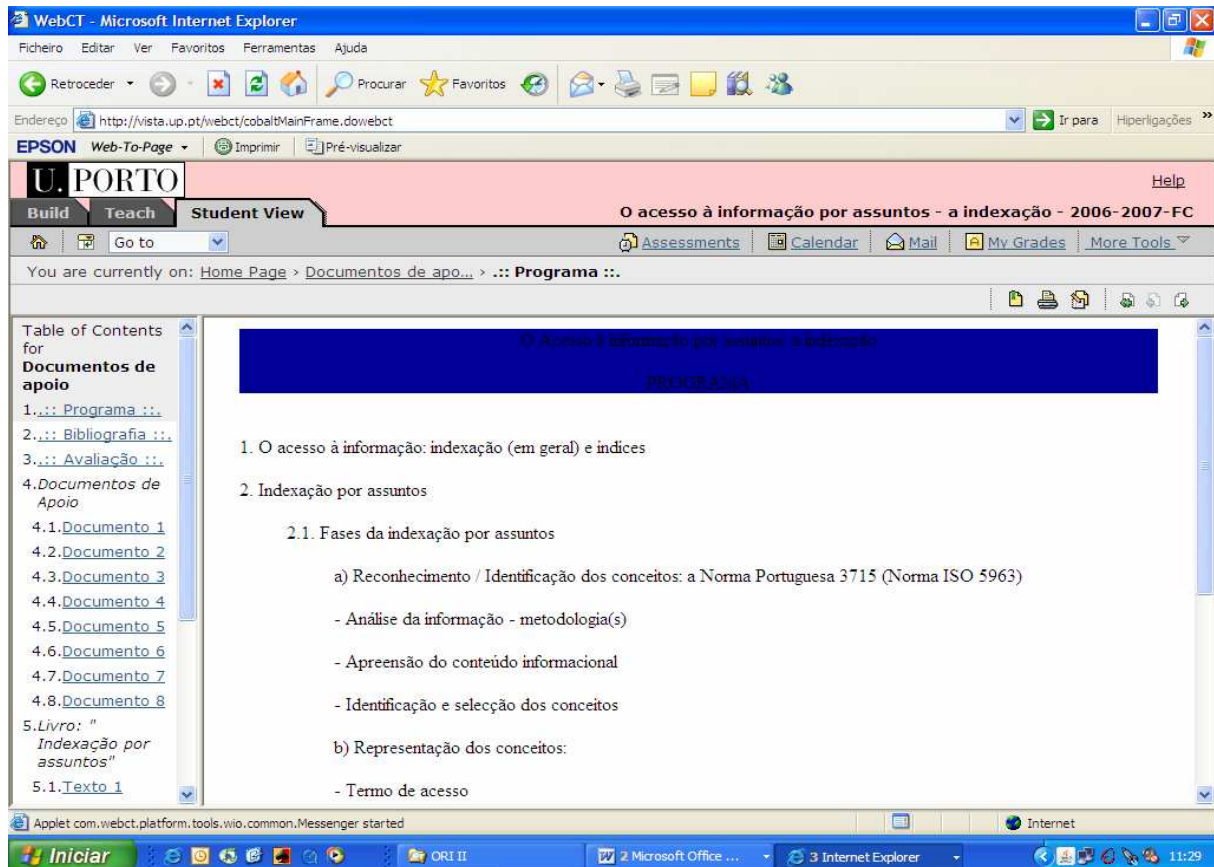 WebCT - Microsoft Internet Explorer
Ficheiro Editar Ver Favoritos Ferramentas Ajuda
Retroceder Procurar Favoritos
Endereço http://vista.up.pt/webct/cobaltMainFrame.dowebct Ir para Hiperligações »
EPSON Web-To-Page Imprimir Pré-visualizar
U. PORTO
Help
Build Teach Student View O acesso à informação por assuntos - a indexação - 2006-2007-FC
Go to Assessments Calendar Mail My Grades More Tools
You are currently on: Home Page › Documentos de apo... › .:: Programa ::.
Table of Contents
for
Documentos de
apoio
1..:: Programa ::.
2..:: Bibliografia ::.
3..:: Avaliação ::.
4.Documentos de
Apoio
4.1.Documento 1
4.2.Documento 2
4.3.Documento 3
4.4.Documento 4
4.5.Documento 5
4.6.Documento 6
4.7.Documento 7
4.8.Documento 8
5.Livro: "
Indexação por
assuntos"
5.1.Texto 1
O Acesso à informação por assuntos: a indexação
PROGRAMA
1. O acesso à informação: indexação (em geral) e indices
2. Indexação por assuntos
2.1. Fases da indexação por assuntos
a) Reconhecimento / Identificação dos conceitos: a Norma Portuguesa 3715 (Norma ISO 5963)
- Análise da informação - metodologia(s)
- Apreensão do conteúdo informacional
- Identificação e selecção dos conceitos
b) Representação dos conceitos:
- Termo de acesso
Applet com.webct.platform.tools.wio.common.Messenger started Internet
Iniciar ORI II 2 Microsoft Office ... 3 Internet Explorer 11:29